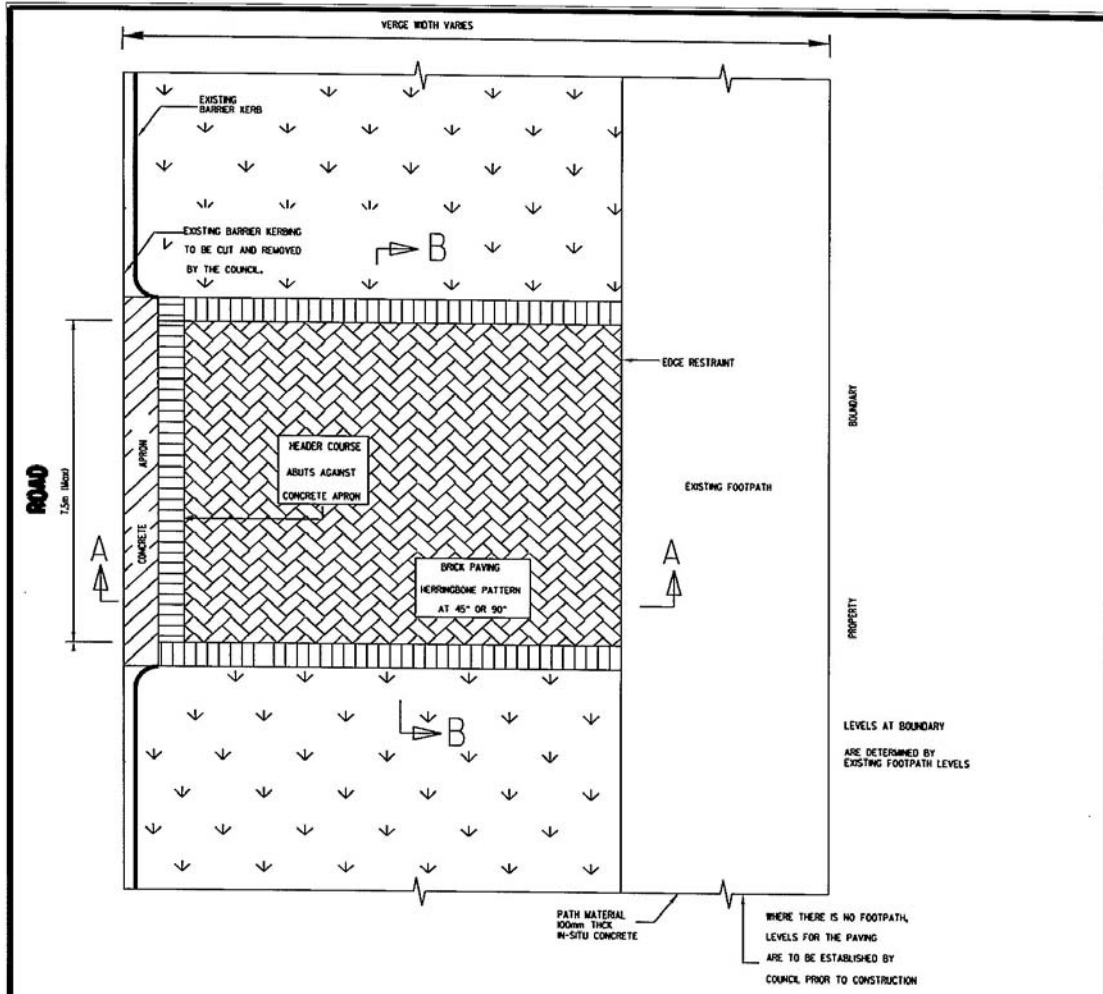 VERGE WIDTH VARIES
EXISTING
BARRIER KERB
EXISTING BARRIER KERBING
TO BE CUT AND REMOVED
BY THE COUNCIL.
B
EDGE RESTRAINT
BOUNDARY
HEADER COURSE
ABUTS AGAINST
CONCRETE APRON
ROAD
7.5m (Max)
CONCRETE APRON
EXISTING FOOTPATH
A
A
BRICK PAVING
HERRINGBONE PATTERN
AT 45° OR 90°
PROPERTY
B
LEVELS AT BOUNDARY
ARE DETERMINED BY
EXISTING FOOTPATH LEVELS
PATH MATERIAL
100mm THCK
IN-SITU CONCRETE
WHERE THERE IS NO FOOTPATH,
LEVELS FOR THE PAVING
ARE TO BE ESTABLISHED BY
COUNCIL PRIOR TO CONSTRUCTION